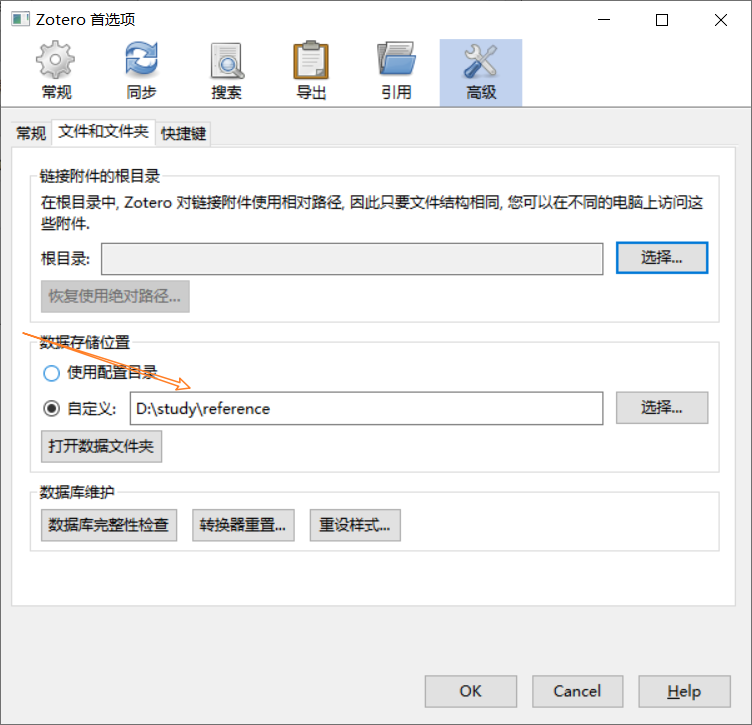 Zotero 首选项
常规 同步 搜索 导出 引用 高级
常规 文件和文件夹 快捷键
链接附件的根目录
在根目录中, Zotero 对链接附件使用相对路径, 因此只要文件结构相同, 您可以在不同的电脑上访问这
些附件.
根目录: 选择...
恢复使用绝对路径...
数据存储位置
使用配置目录
自定义: D:\study\reference 选择...
打开数据文件夹
数据库维护
数据库完整性检查 转换器重置... 重设样式...
OK Cancel Help